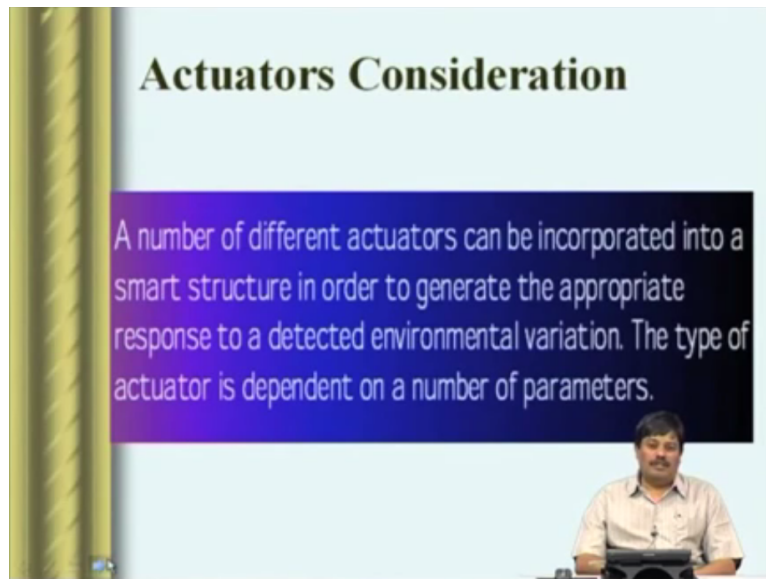 Actuators Consideration
A number of different actuators can be incorporated into a
smart structure in order to generate the appropriate
response to a detected environmental variation. The type of
actuator is dependent on a number of parameters.